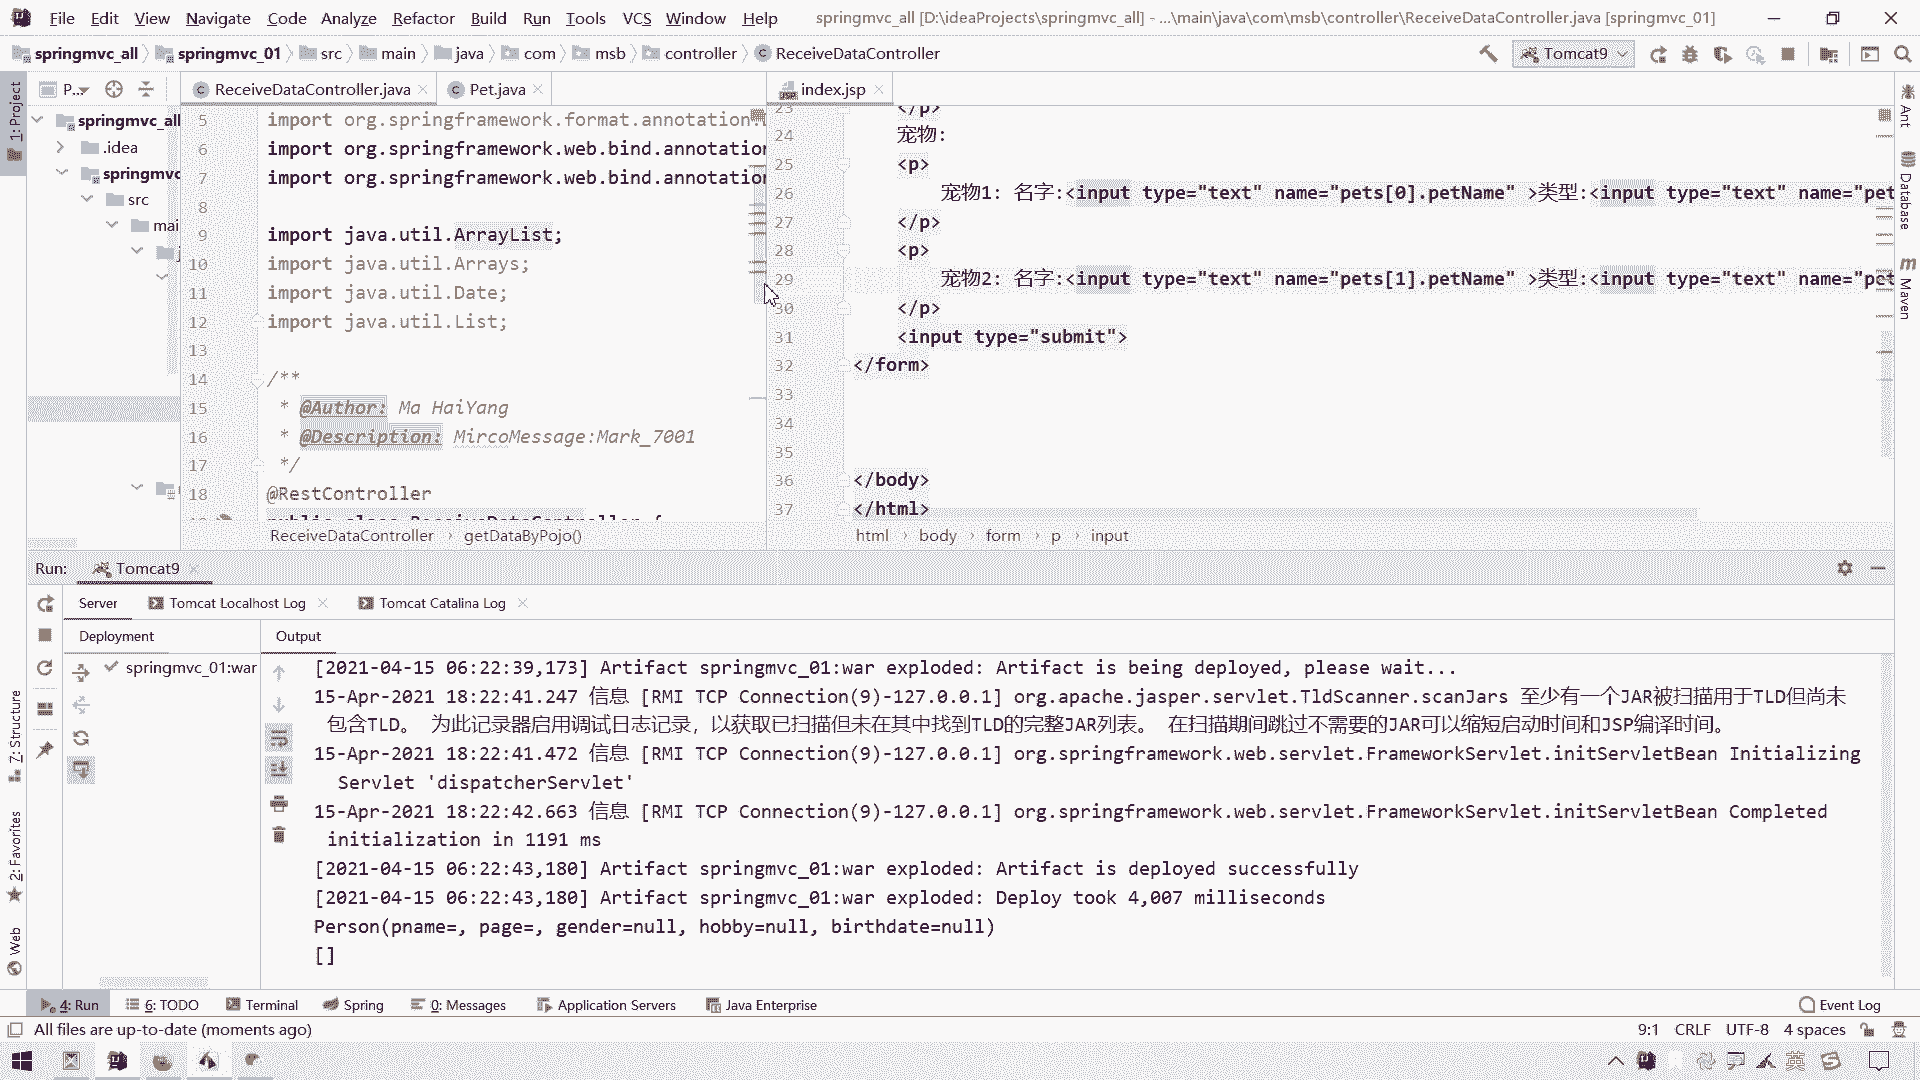 File Edit View Navigate Code Analyze Refactor Build Run Tools VCS Window Help springmvc_all [D:\ideaProjects\springmvc_all] - ...\main\java\com\msb\controller\ReceiveDataController.java [springmvc_01]
springmvc_all springmvc_01 src main java com msb controller ReceiveDataController Tomcat9
1: Project
P...
springmvc_all
.idea
springmvc
src
mai
ReceiveDataController.java Pet.java
5 import org.springframework.format.annotation.
6 import org.springframework.web.bind.annotation
7 import org.springframework.web.bind.annotation
8
9 import java.util.ArrayList;
10 import java.util.Arrays;
11 import java.util.Date;
12 import java.util.List;
13
14 /**
15 * @Author: Ma HaiYang
16 * @Description: MircoMessage:Mark_7001
17 */
18 @RestController
public class ReceiveDataController {
ReceiveDataController › getDataByPojo()
index.jsp
23 </p>
24 宠物:
25 <p>
26 宠物1: 名字:<input type="text" name="pets[0].petName" >类型:<input type="text" name="pet
27 </p>
28 <p>
29 宠物2: 名字:<input type="text" name="pets[1].petName" >类型:<input type="text" name="pet
30 </p>
31 <input type="submit">
32 </form>
33
34
35
36 </body>
37 </html>
html › body › form › p › input
Ant
Database
Maven
Run: Tomcat9
Server Tomcat Localhost Log Tomcat Catalina Log
Deployment Output
springmvc_01:war
[2021-04-15 06:22:39,173] Artifact springmvc_01:war exploded: Artifact is being deployed, please wait...
15-Apr-2021 18:22:41.247 信息 [RMI TCP Connection(9)-127.0.0.1] org.apache.jasper.servlet.TldScanner.scanJars 至少有一个JAR被扫描用于TLD但尚未
包含TLD。 为此记录器启用调试日志记录，以获取已扫描但未在其中找到TLD的完整JAR列表。 在扫描期间跳过不需要的JAR可以缩短启动时间和JSP编译时间。
15-Apr-2021 18:22:41.472 信息 [RMI TCP Connection(9)-127.0.0.1] org.springframework.web.servlet.FrameworkServlet.initServletBean Initializing
Servlet 'dispatcherServlet'
15-Apr-2021 18:22:42.663 信息 [RMI TCP Connection(9)-127.0.0.1] org.springframework.web.servlet.FrameworkServlet.initServletBean Completed
initialization in 1191 ms
[2021-04-15 06:22:43,180] Artifact springmvc_01:war exploded: Artifact is deployed successfully
[2021-04-15 06:22:43,180] Artifact springmvc_01:war exploded: Deploy took 4,007 milliseconds
Person(pname=, page=, gender=null, hobby=null, birthdate=null)
[]
7: Structure
2: Favorites
Web
4: Run 6: TODO Terminal Spring 0: Messages Application Servers Java Enterprise Event Log
All files are up-to-date (moments ago) 9:1 CRLF UTF-8 4 spaces
英